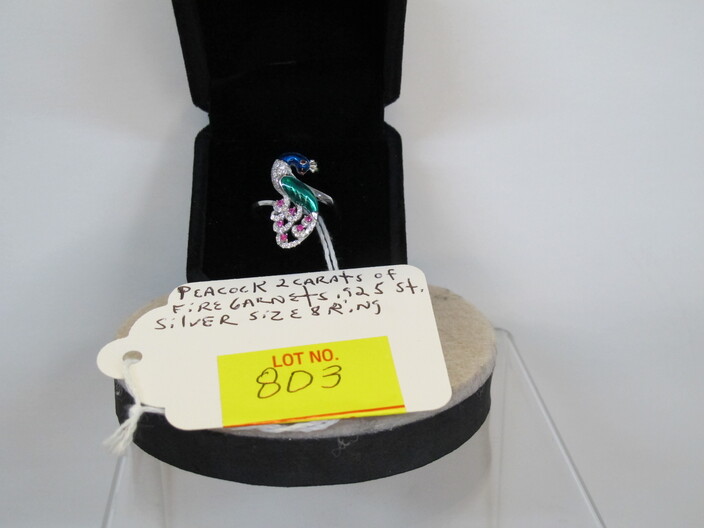 PEACOCK 2 CARATS of
FiRE GARNETS .925 St.
SilVER SiZE 8 RiNG
LOT NO.
803